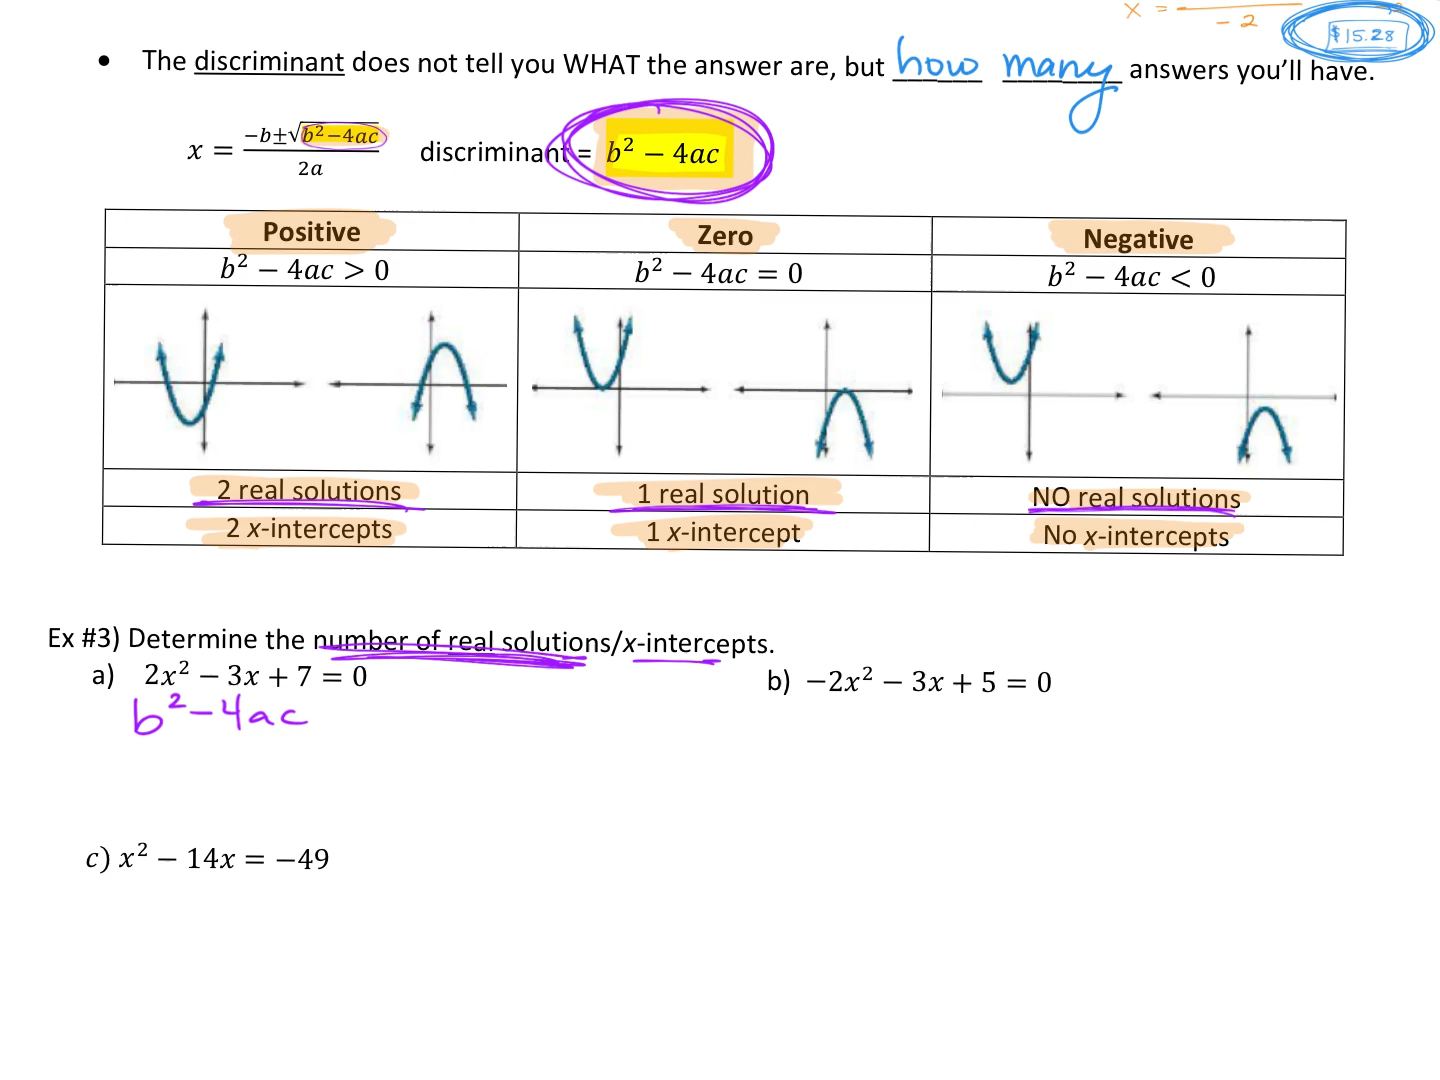 x =
- 2
$15.28
• The discriminant does not tell you WHAT the answer are, but how many answers you'll have.
x = −b±√b²−4ac / 2a discriminant = b² − 4ac
Positive Zero Negative
b² − 4ac > 0 b² − 4ac = 0 b² − 4ac < 0
2 real solutions 1 real solution NO real solutions
2 x-intercepts 1 x-intercept No x-intercepts
Ex #3) Determine the number of real solutions/x-intercepts.
a) 2x² − 3x + 7 = 0 b) −2x² − 3x + 5 = 0
b²-4ac
c) x² − 14x = −49